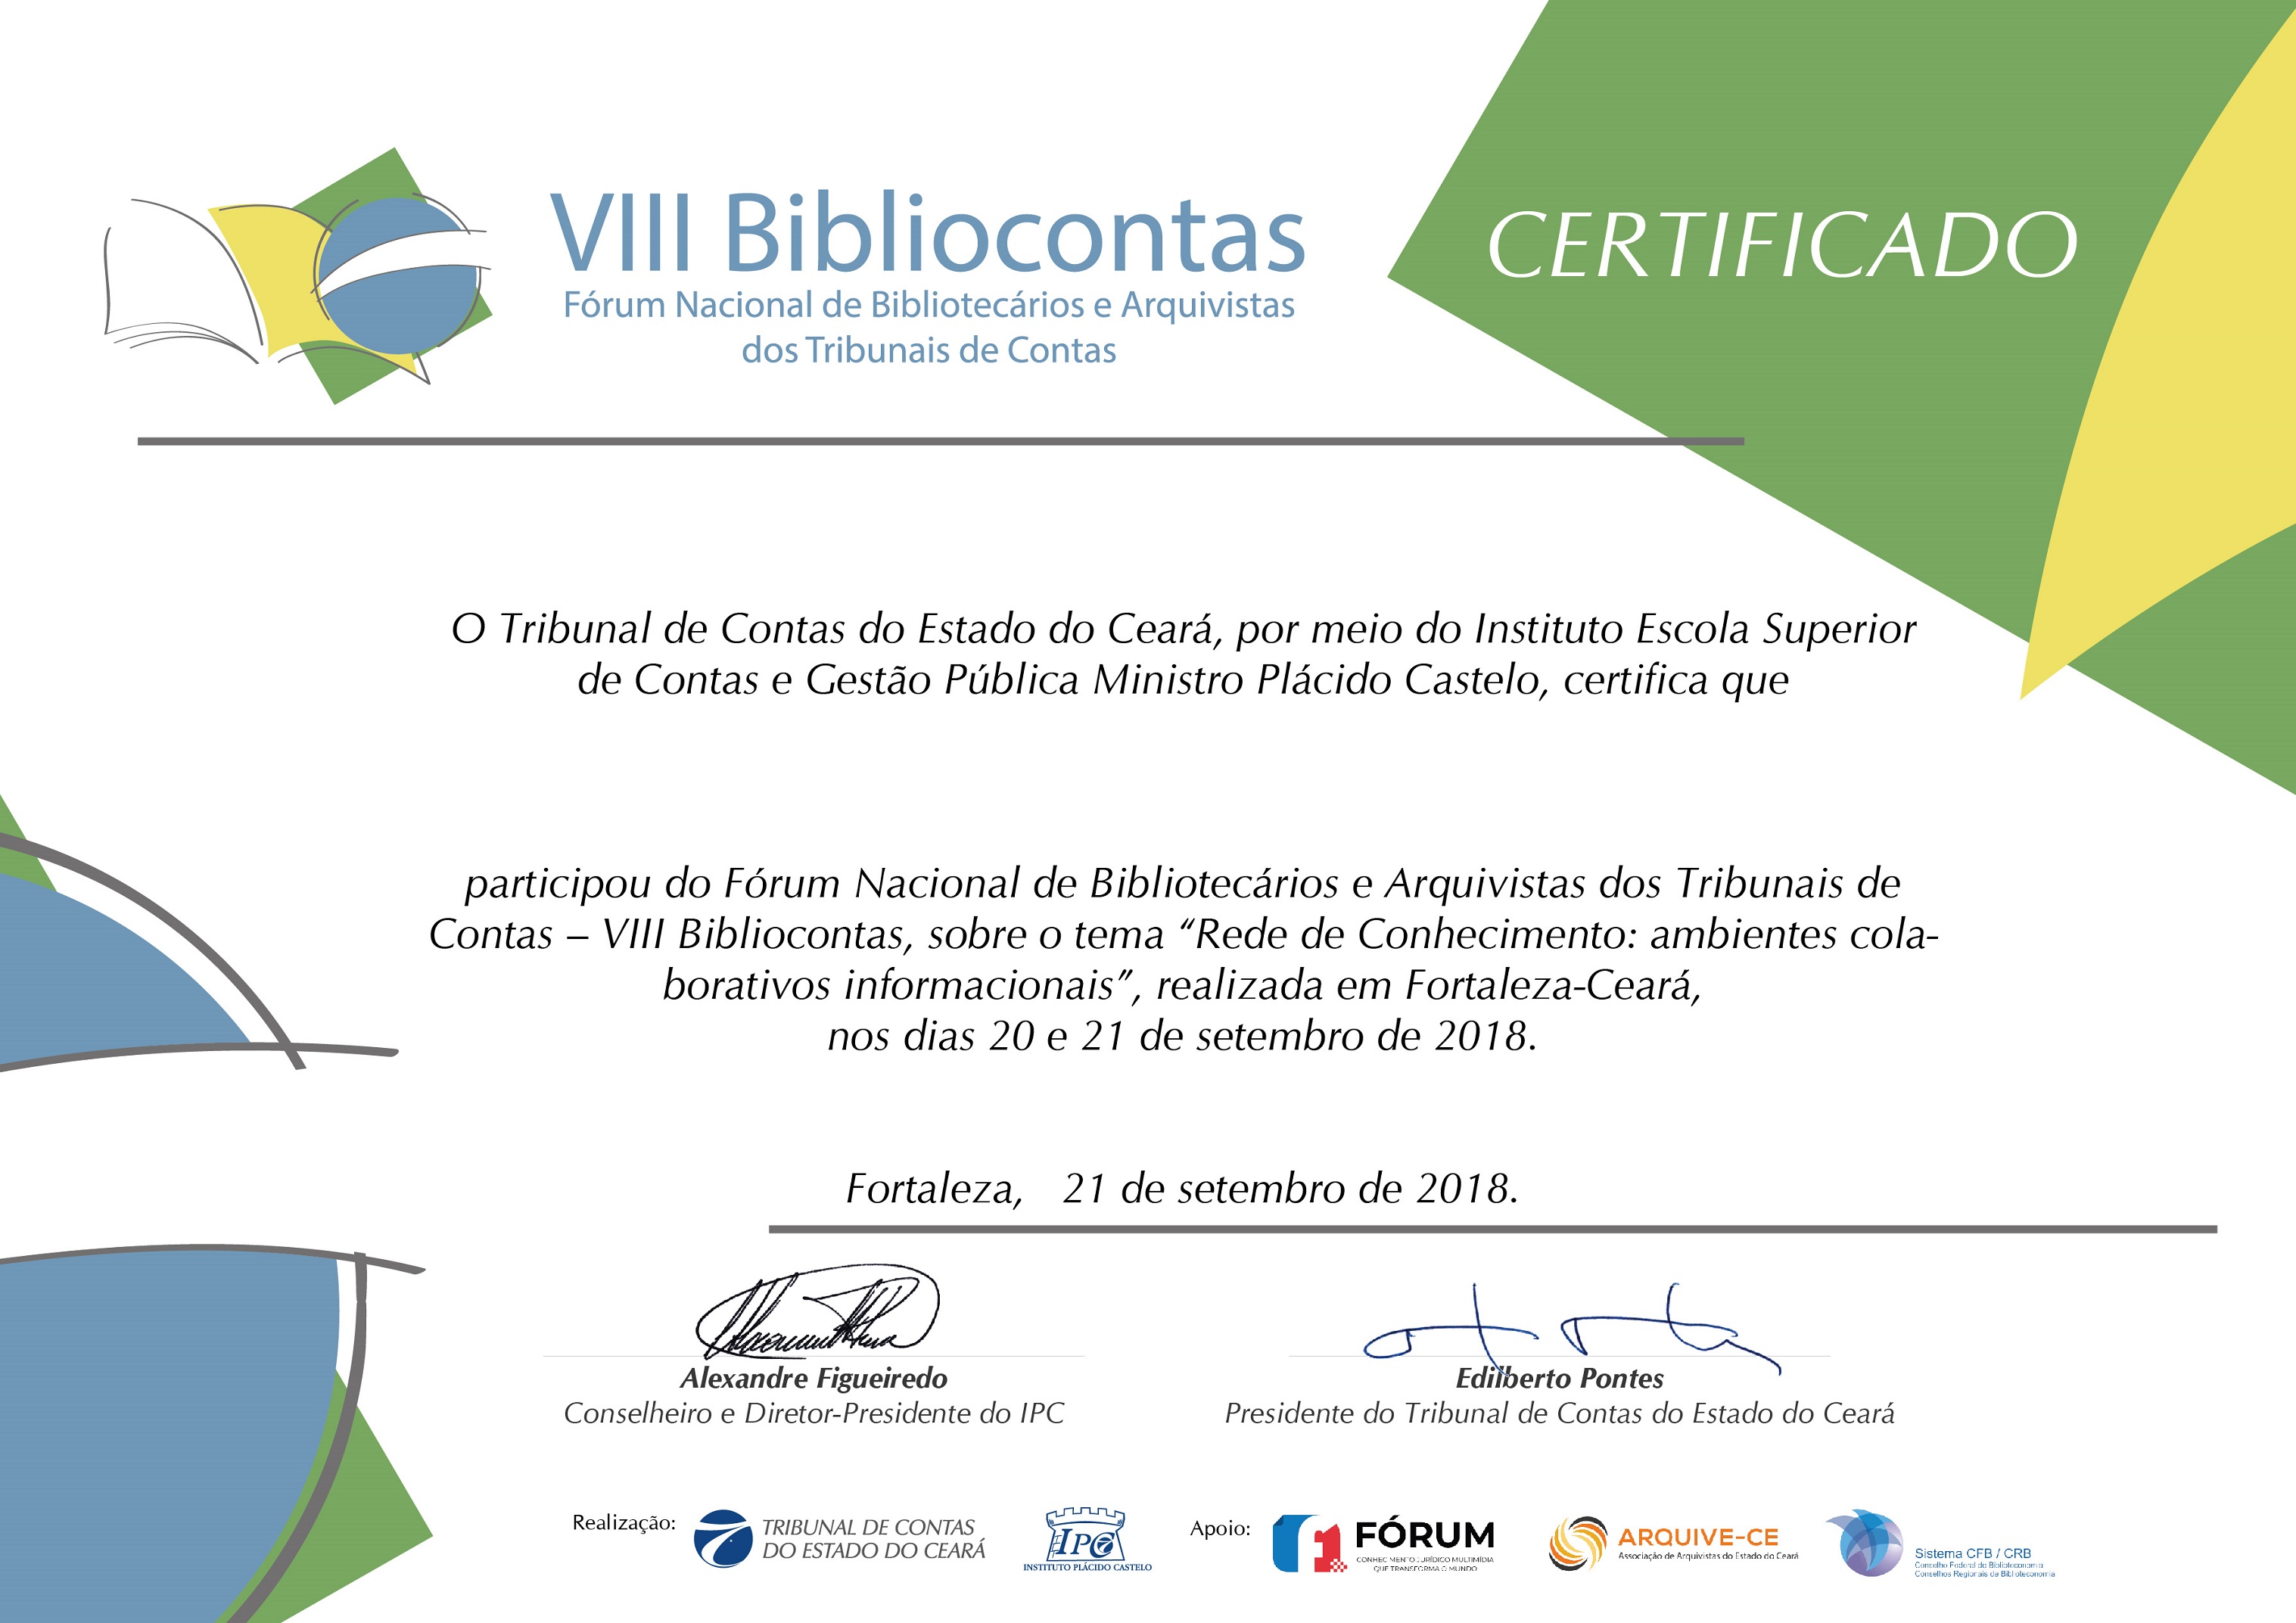 VIII Bibliocontas
Fórum Nacional de Bibliotecários e Arquivistas
dos Tribunais de Contas
CERTIFICADO
O Tribunal de Contas do Estado do Ceará, por meio do Instituto Escola Superior
de Contas e Gestão Pública Ministro Plácido Castelo, certifica que
participou do Fórum Nacional de Bibliotecários e Arquivistas dos Tribunais de
Contas – VIII Bibliocontas, sobre o tema “Rede de Conhecimento: ambientes cola-
borativos informacionais”, realizada em Fortaleza-Ceará,
nos dias 20 e 21 de setembro de 2018.
Fortaleza, 21 de setembro de 2018.
Alexandre Figueiredo
Conselheiro e Diretor-Presidente do IPC
Edilberto Pontes
Presidente do Tribunal de Contas do Estado do Ceará
Realização:
TRIBUNAL DE CONTAS
DO ESTADO DO CEARÁ
IPC
INSTITUTO PLÁCIDO CASTELO
Apoio:
FÓRUM
CONHECIMENTO JURÍDICO MULTIMÍDIA
QUE TRANSFORMA O MUNDO
ARQUIVE-CE
Associação de Arquivistas do Estado do Ceará
Sistema CFB / CRB
Conselho Federal de Biblioteconomia
Conselhos Regionais de Biblioteconomia